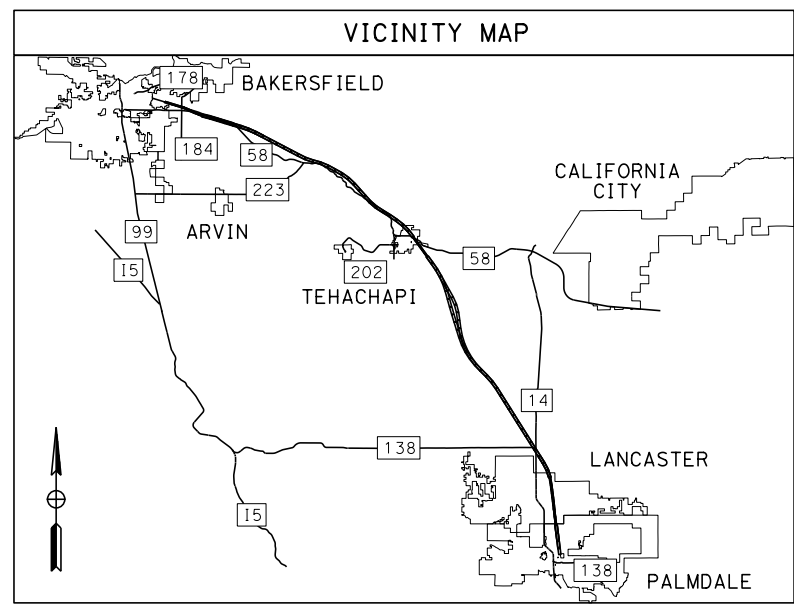 VICINITY MAP
178
BAKERSFIELD
184
58
CALIFORNIA
CITY
223
99
ARVIN
I5
58
202
TEHACHAPI
14
138
LANCASTER
I5
138
PALMDALE